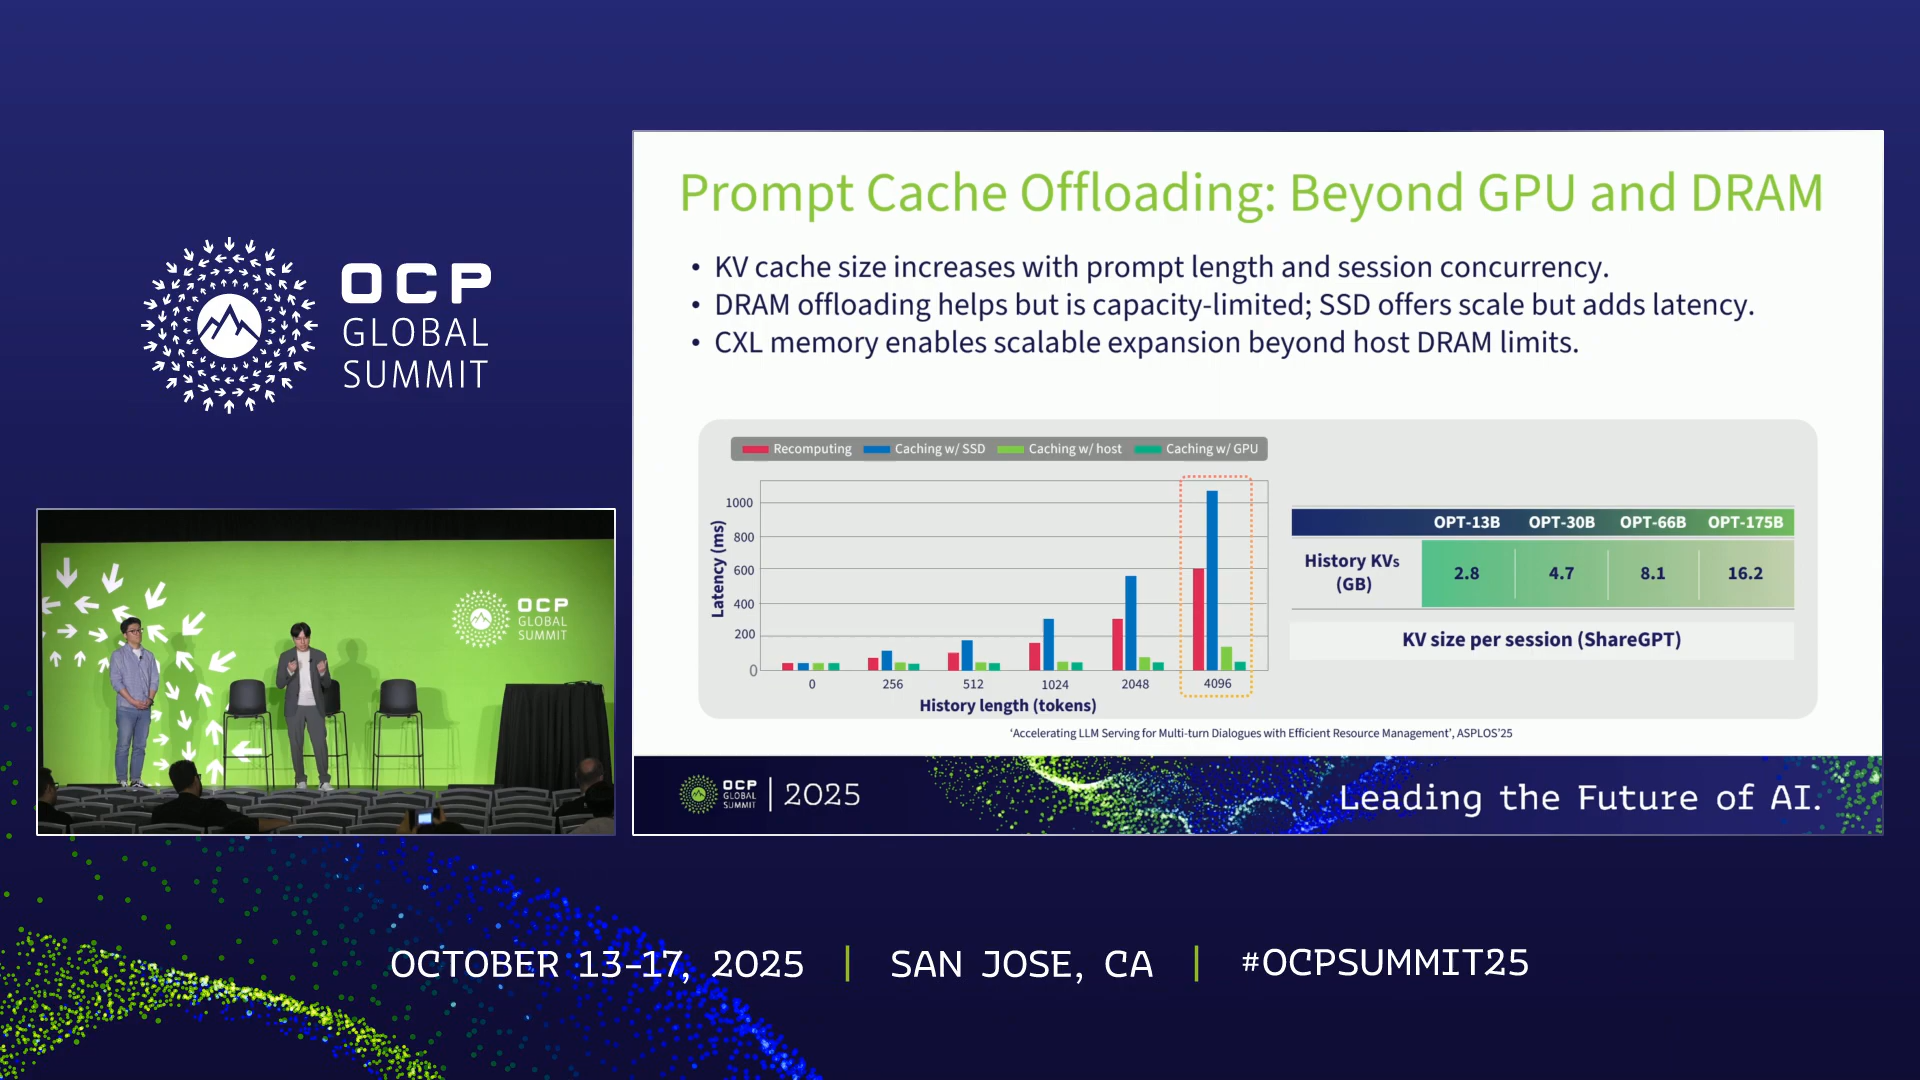 OCP
GLOBAL
SUMMIT
Prompt Cache Offloading: Beyond GPU and DRAM
• KV cache size increases with prompt length and session concurrency.
• DRAM offloading helps but is capacity-limited; SSD offers scale but adds latency.
• CXL memory enables scalable expansion beyond host DRAM limits.
Recomputing Caching w/ SSD Caching w/ host Caching w/ GPU
Latency (ms)
1000
800
600
400
200
0
0 256 512 1024 2048 4096
History length (tokens)
OPT-13B OPT-30B OPT-66B OPT-175B
History KVs
(GB)
2.8 4.7 8.1 16.2
KV size per session (ShareGPT)
‘Accelerating LLM Serving for Multi-turn Dialogues with Efficient Resource Management’, ASPLOS’25
OCP
GLOBAL
SUMMIT
2025
Leading the Future of AI.
OCP
GLOBAL
SUMMIT
OCTOBER 13-17, 2025 | SAN JOSE, CA | #OCPSUMMIT25